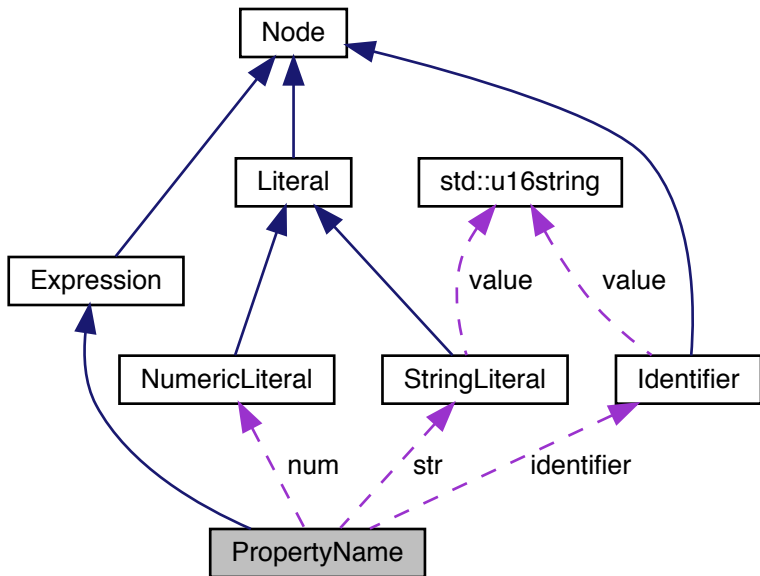 Node
Literal
std::u16string
Expression
value
value
NumericLiteral
StringLiteral
Identifier
num
str
identifier
PropertyName